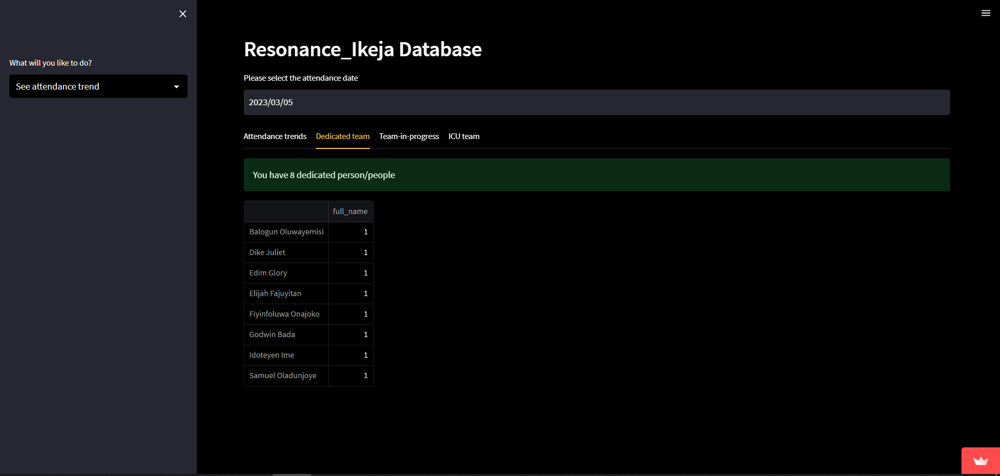 What will you like to do?
See attendance trend
Resonance_Ikeja Database
Please select the attendance date
2023/03/05
Attendance trends Dedicated team Team-in-progress ICU team
You have 8 dedicated person/people
full_name
Balogun Oluwayemisi 1
Dike Juliet 1
Edim Glory 1
Elijah Fajuyitan 1
Fiyinfoluwa Onajoko 1
Godwin Bada 1
Idoteyen Ime 1
Samuel Oladunjoye 1